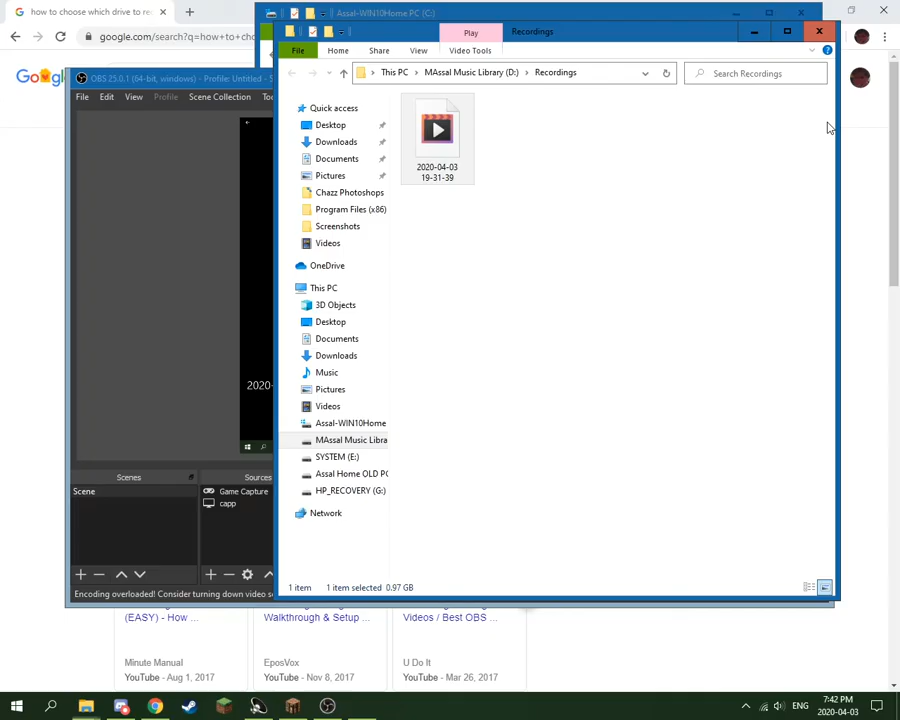 how to choose which drive to re
google.com/search?q=how+to+cho
Goog
Assal-WIN10Home PC (C:)
Play
Recordings
File
Home
Share
View
Video Tools
This PC
MAssal Music Library (D:)
Recordings
Search Recordings
OBS 25.0.1 (64-bit, windows) - Profile: Untitled - S
File
Edit
View
Profile
Scene Collection
Too
Quick access
Desktop
Downloads
Documents
Pictures
Chazz Photoshops
Program Files (x86)
Screenshots
Videos
OneDrive
This PC
3D Objects
Desktop
Documents
Downloads
Music
Pictures
Videos
Assal-WIN10Home
MAssal Music Libra
SYSTEM (E:)
Assal Home OLD PC
HP_RECOVERY (G:)
Network
2020-04-03
19-31-39
1 item
1 item selected
0.97 GB
2020-
Scenes
Sources
Scene
Game Capture
capp
Encoding overloaded! Consider turning down video se
(EASY) - How ...
Walkthrough & Setup ...
Videos / Best OBS ...
Minute Manual
YouTube - Aug 1, 2017
EposVox
YouTube - Nov 8, 2017
U Do It
YouTube - Mar 26, 2017
ENG
7:42 PM
2020-04-03